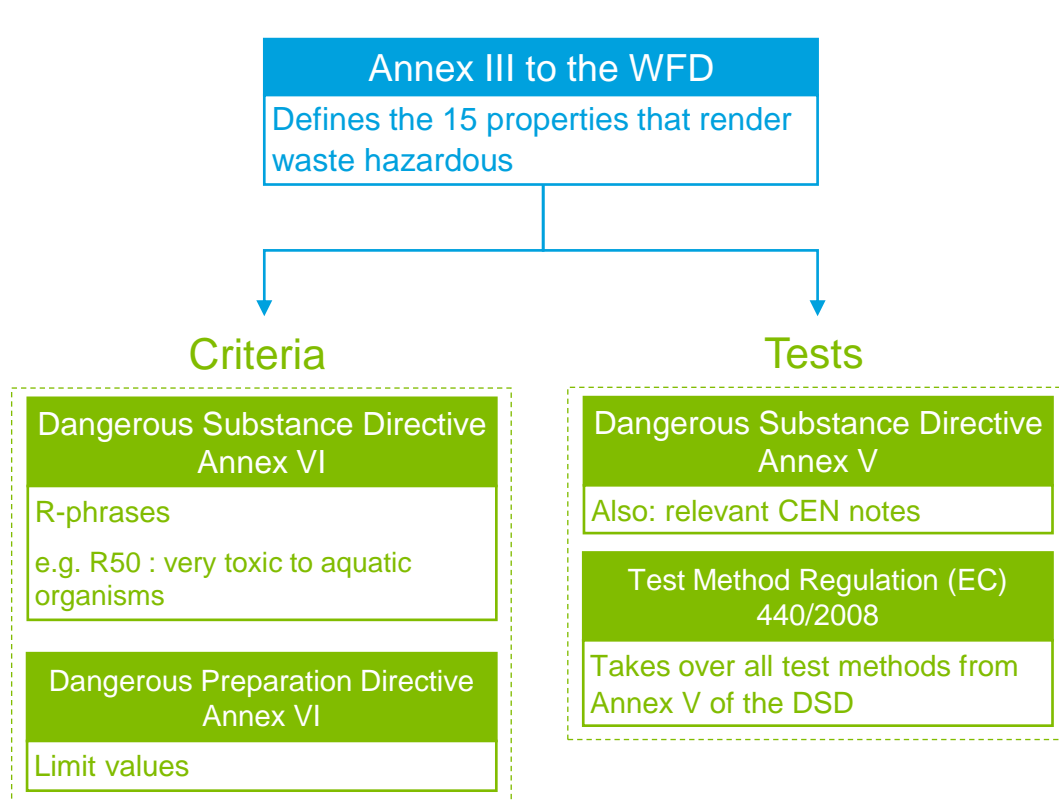 Annex III to the WFD
Defines the 15 properties that render
waste hazardous
Criteria
Dangerous Substance Directive
Annex VI
R-phrases
e.g. R50 : very toxic to aquatic
organisms
Dangerous Preparation Directive
Annex VI
Limit values
Tests
Dangerous Substance Directive
Annex V
Also: relevant CEN notes
Test Method Regulation (EC)
440/2008
Takes over all test methods from
Annex V of the DSD